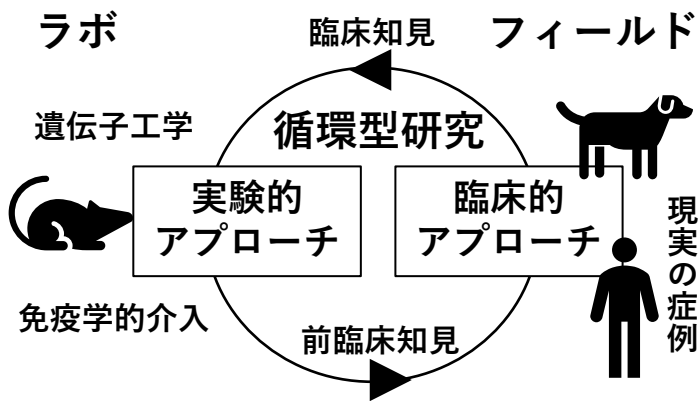 ラボ
臨床知見
フィールド
遺伝子工学
循環型研究
実験的
アプローチ
臨床的
アプローチ
現実の症例
免疫学的介入
前臨床知見